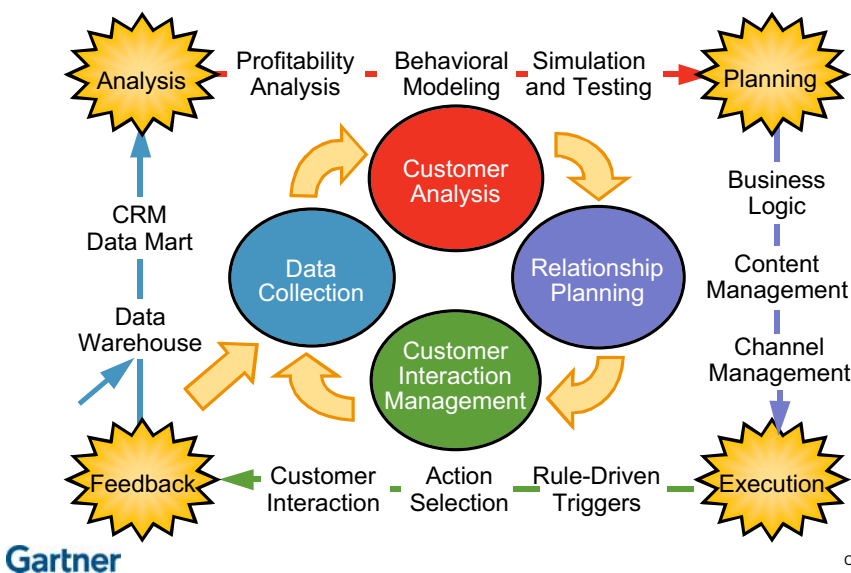 Analysis
Profitability
Analysis
Behavioral
Modeling
Simulation
and Testing
Planning
Customer
Analysis
CRM
Data Mart
Business
Logic
Data
Collection
Relationship
Planning
Content
Management
Data
Warehouse
Customer
Interaction
Management
Channel
Management
Feedback
Customer
Interaction
Action
Selection
Rule-Driven
Triggers
Execution
Gartner